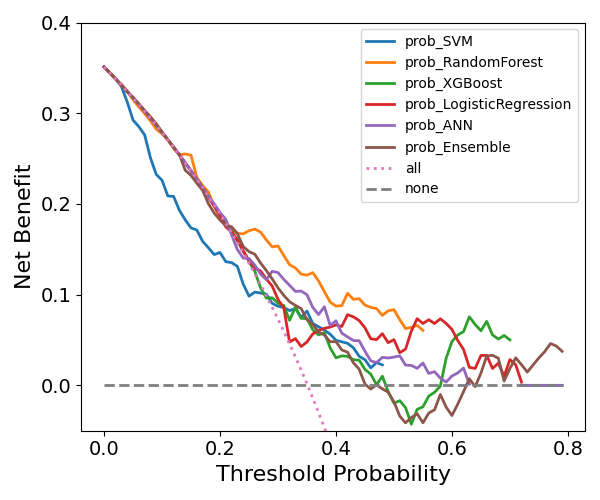 0.4
0.3
0.2
0.1
0.0
Net Benefit
prob_SVM
prob_RandomForest
prob_XGBoost
prob_LogisticRegression
prob_ANN
prob_Ensemble
all
none
0.0 0.2 0.4 0.6 0.8
Threshold Probability